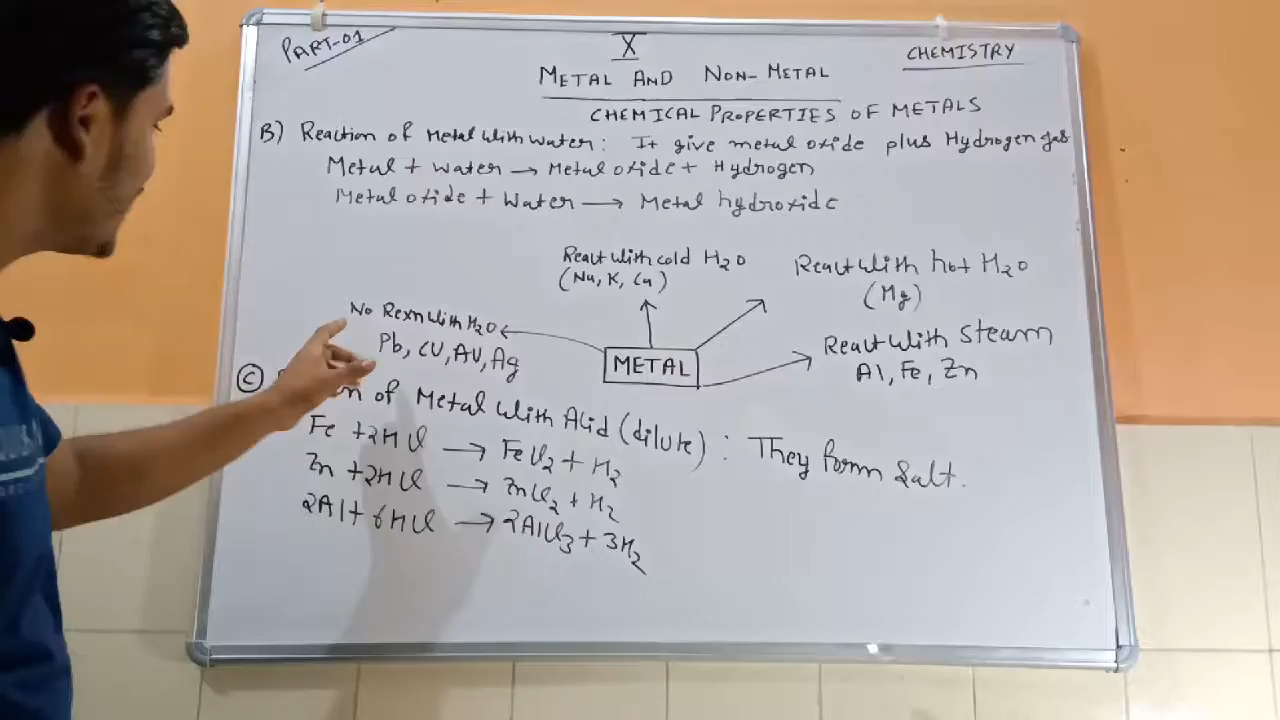 PART-01
X
CHEMISTRY
METAL AND NON-METAL
CHEMICAL PROPERTIES OF METALS
B) Reaction of Metal With water: It give metal oxide plus Hydrogen gas
Metal + water → Metal oxide + Hydrogen
Metal oxide + Water → Metal hydroxide
React With cold H2O
(Na, K, Ca)
React With hot H2O
(Mg)
No Rexn With H2O
Pb, CU, AU, Ag
METAL
React With Steam
Al, Fe, Zn
C of Metal With Acid (dilute) : They form Salt.
Fe + 2HCl → FeCl2 + H2
Zn + 2HCl → ZnCl2 + H2
2Al + 6HCl → 2AlCl3 + 3H2